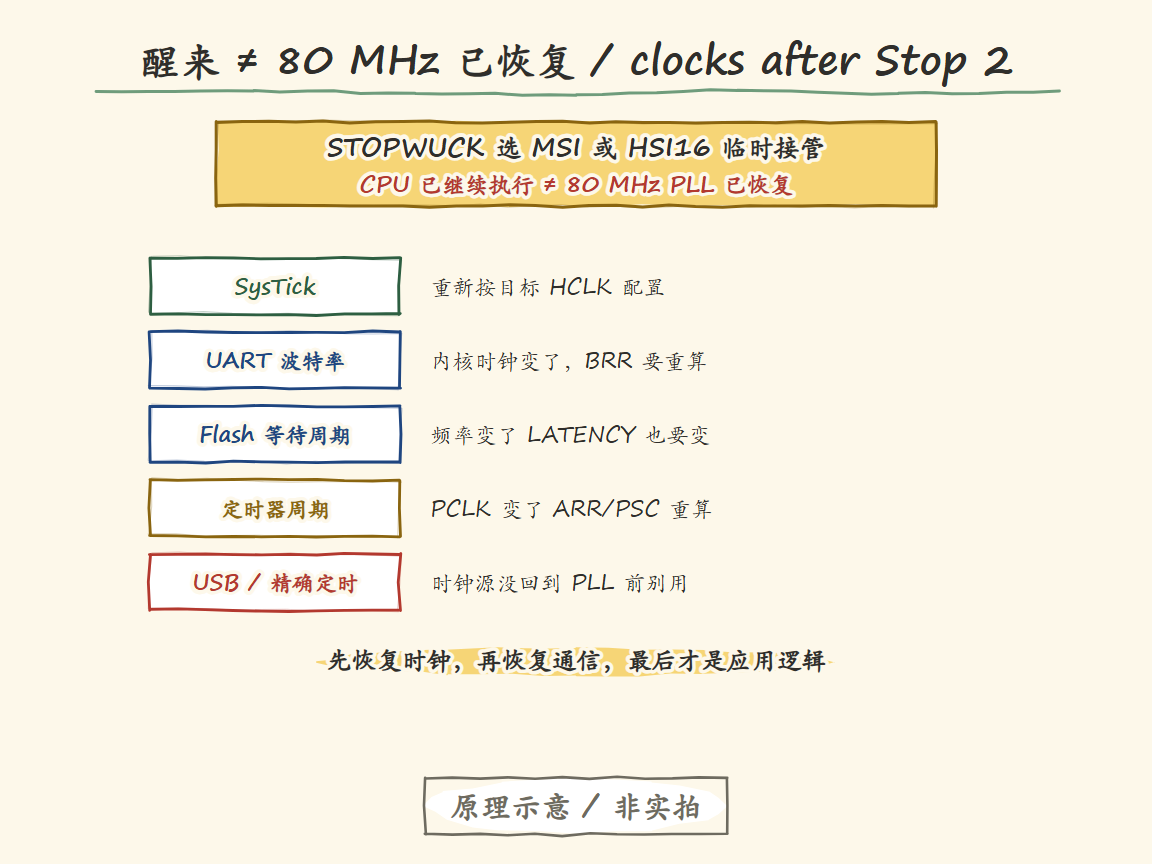 醒来 ≠ 80 MHz 已恢复 / clocks after Stop 2
STOPWUCK 选 MSI 或 HSI16 临时接管
CPU 已继续执行 ≠ 80 MHz PLL 已恢复
SysTick 重新按目标 HCLK 配置
UART 波特率 内核时钟变了，BRR 要重算
Flash 等待周期 频率变了 LATENCY 也要变
定时器周期 PCLK 变了 ARR/PSC 重算
USB / 精确定时 时钟源没回到 PLL 前别用
先恢复时钟，再恢复通信，最后才是应用逻辑
原理示意 / 非实拍